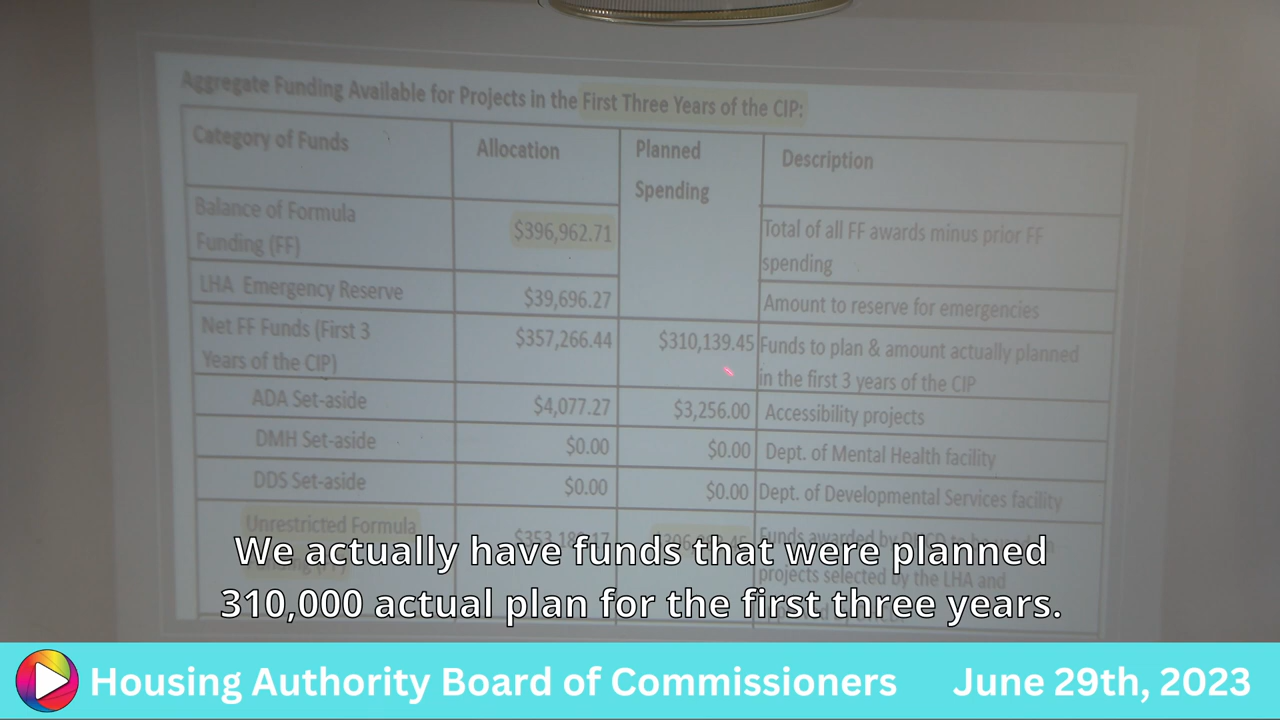 Aggregate Funding Available for Projects in the First Three Years of the CIP:
Category of Funds
Allocation
Planned
Spending
Description
Balance of Formula
Funding (FF)
$396,962.71
Total of all FF awards minus prior FF
spending
LHA Emergency Reserve
$39,696.27
Amount to reserve for emergencies
Net FF Funds (First 3
Years of the CIP)
$357,266.44
$310,139.45
Funds to plan & amount actually planned
in the first 3 years of the CIP
ADA Set-aside
$4,077.27
$3,256.00
Accessibility projects
DMH Set-aside
$0.00
$0.00
Dept. of Mental Health facility
DDS Set-aside
$0.00
$0.00
Dept. of Developmental Services facility
Unrestricted Formula
Funds awarded by
projects selected by the LHA and
We actually have funds that were planned
310,000 actual plan for the first three years.
Housing Authority Board of Commissioners
June 29th, 2023